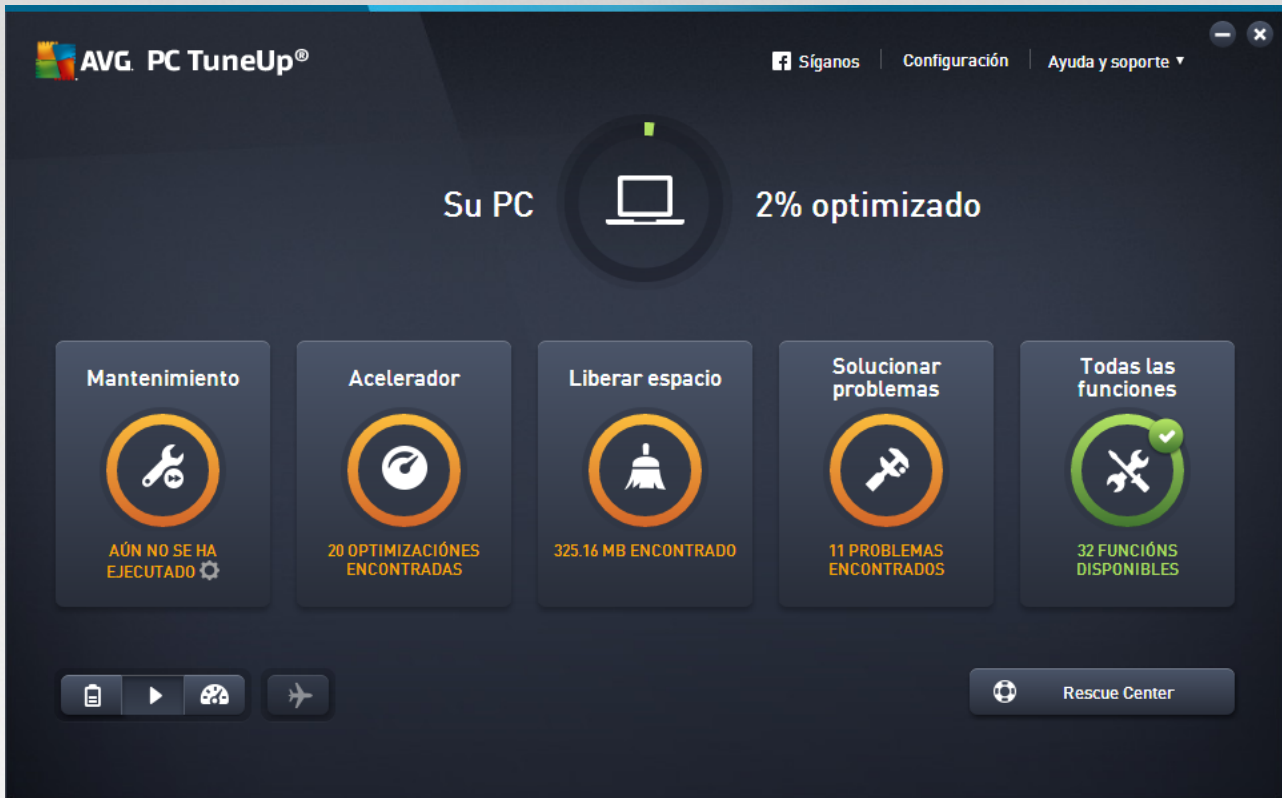 AVG. PC TuneUp®
Síganos
Configuración
Ayuda y soporte
Su PC
2% optimizado
Mantenimiento
AÚN NO SE HA
EJECUTADO
Acelerador
20 OPTIMIZACIÓNES
ENCONTRADAS
Liberar espacio
325.16 MB ENCONTRADO
Solucionar
problemas
11 PROBLEMAS
ENCONTRADOS
Todas las
funciones
32 FUNCIÓNS
DISPONIBLES
Rescue Center